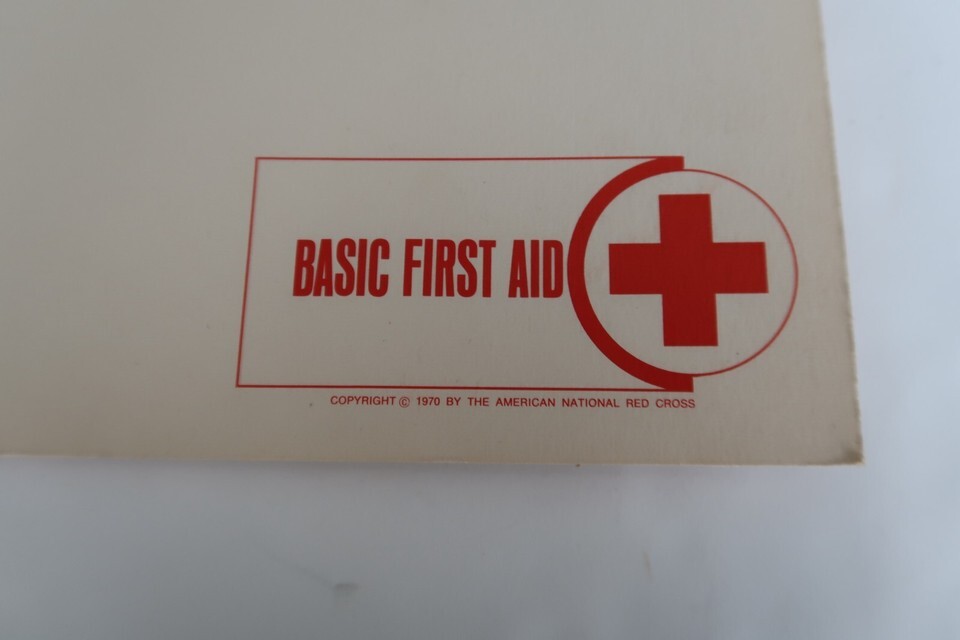 BASIC FIRST AID
COPYRIGHT © 1970 BY THE AMERICAN NATIONAL RED CROSS